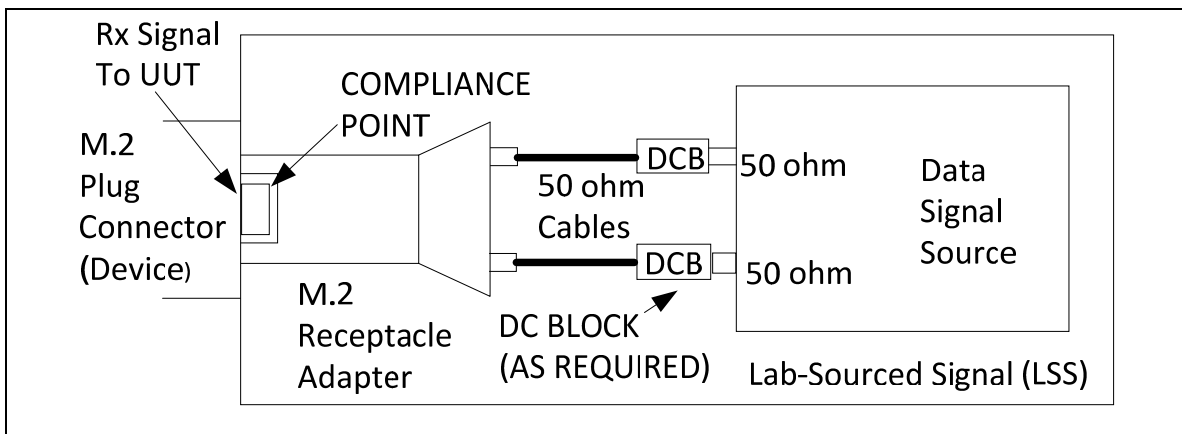 Rx Signal
To UUT
COMPLIANCE
POINT
M.2
Plug
Connector
(Device)
DCB
50 ohm
50 ohm
Cables
Data
Signal
Source
DCB
50 ohm
M.2
Receptacle
Adapter
DC BLOCK
(AS REQUIRED)
Lab-Sourced Signal (LSS)